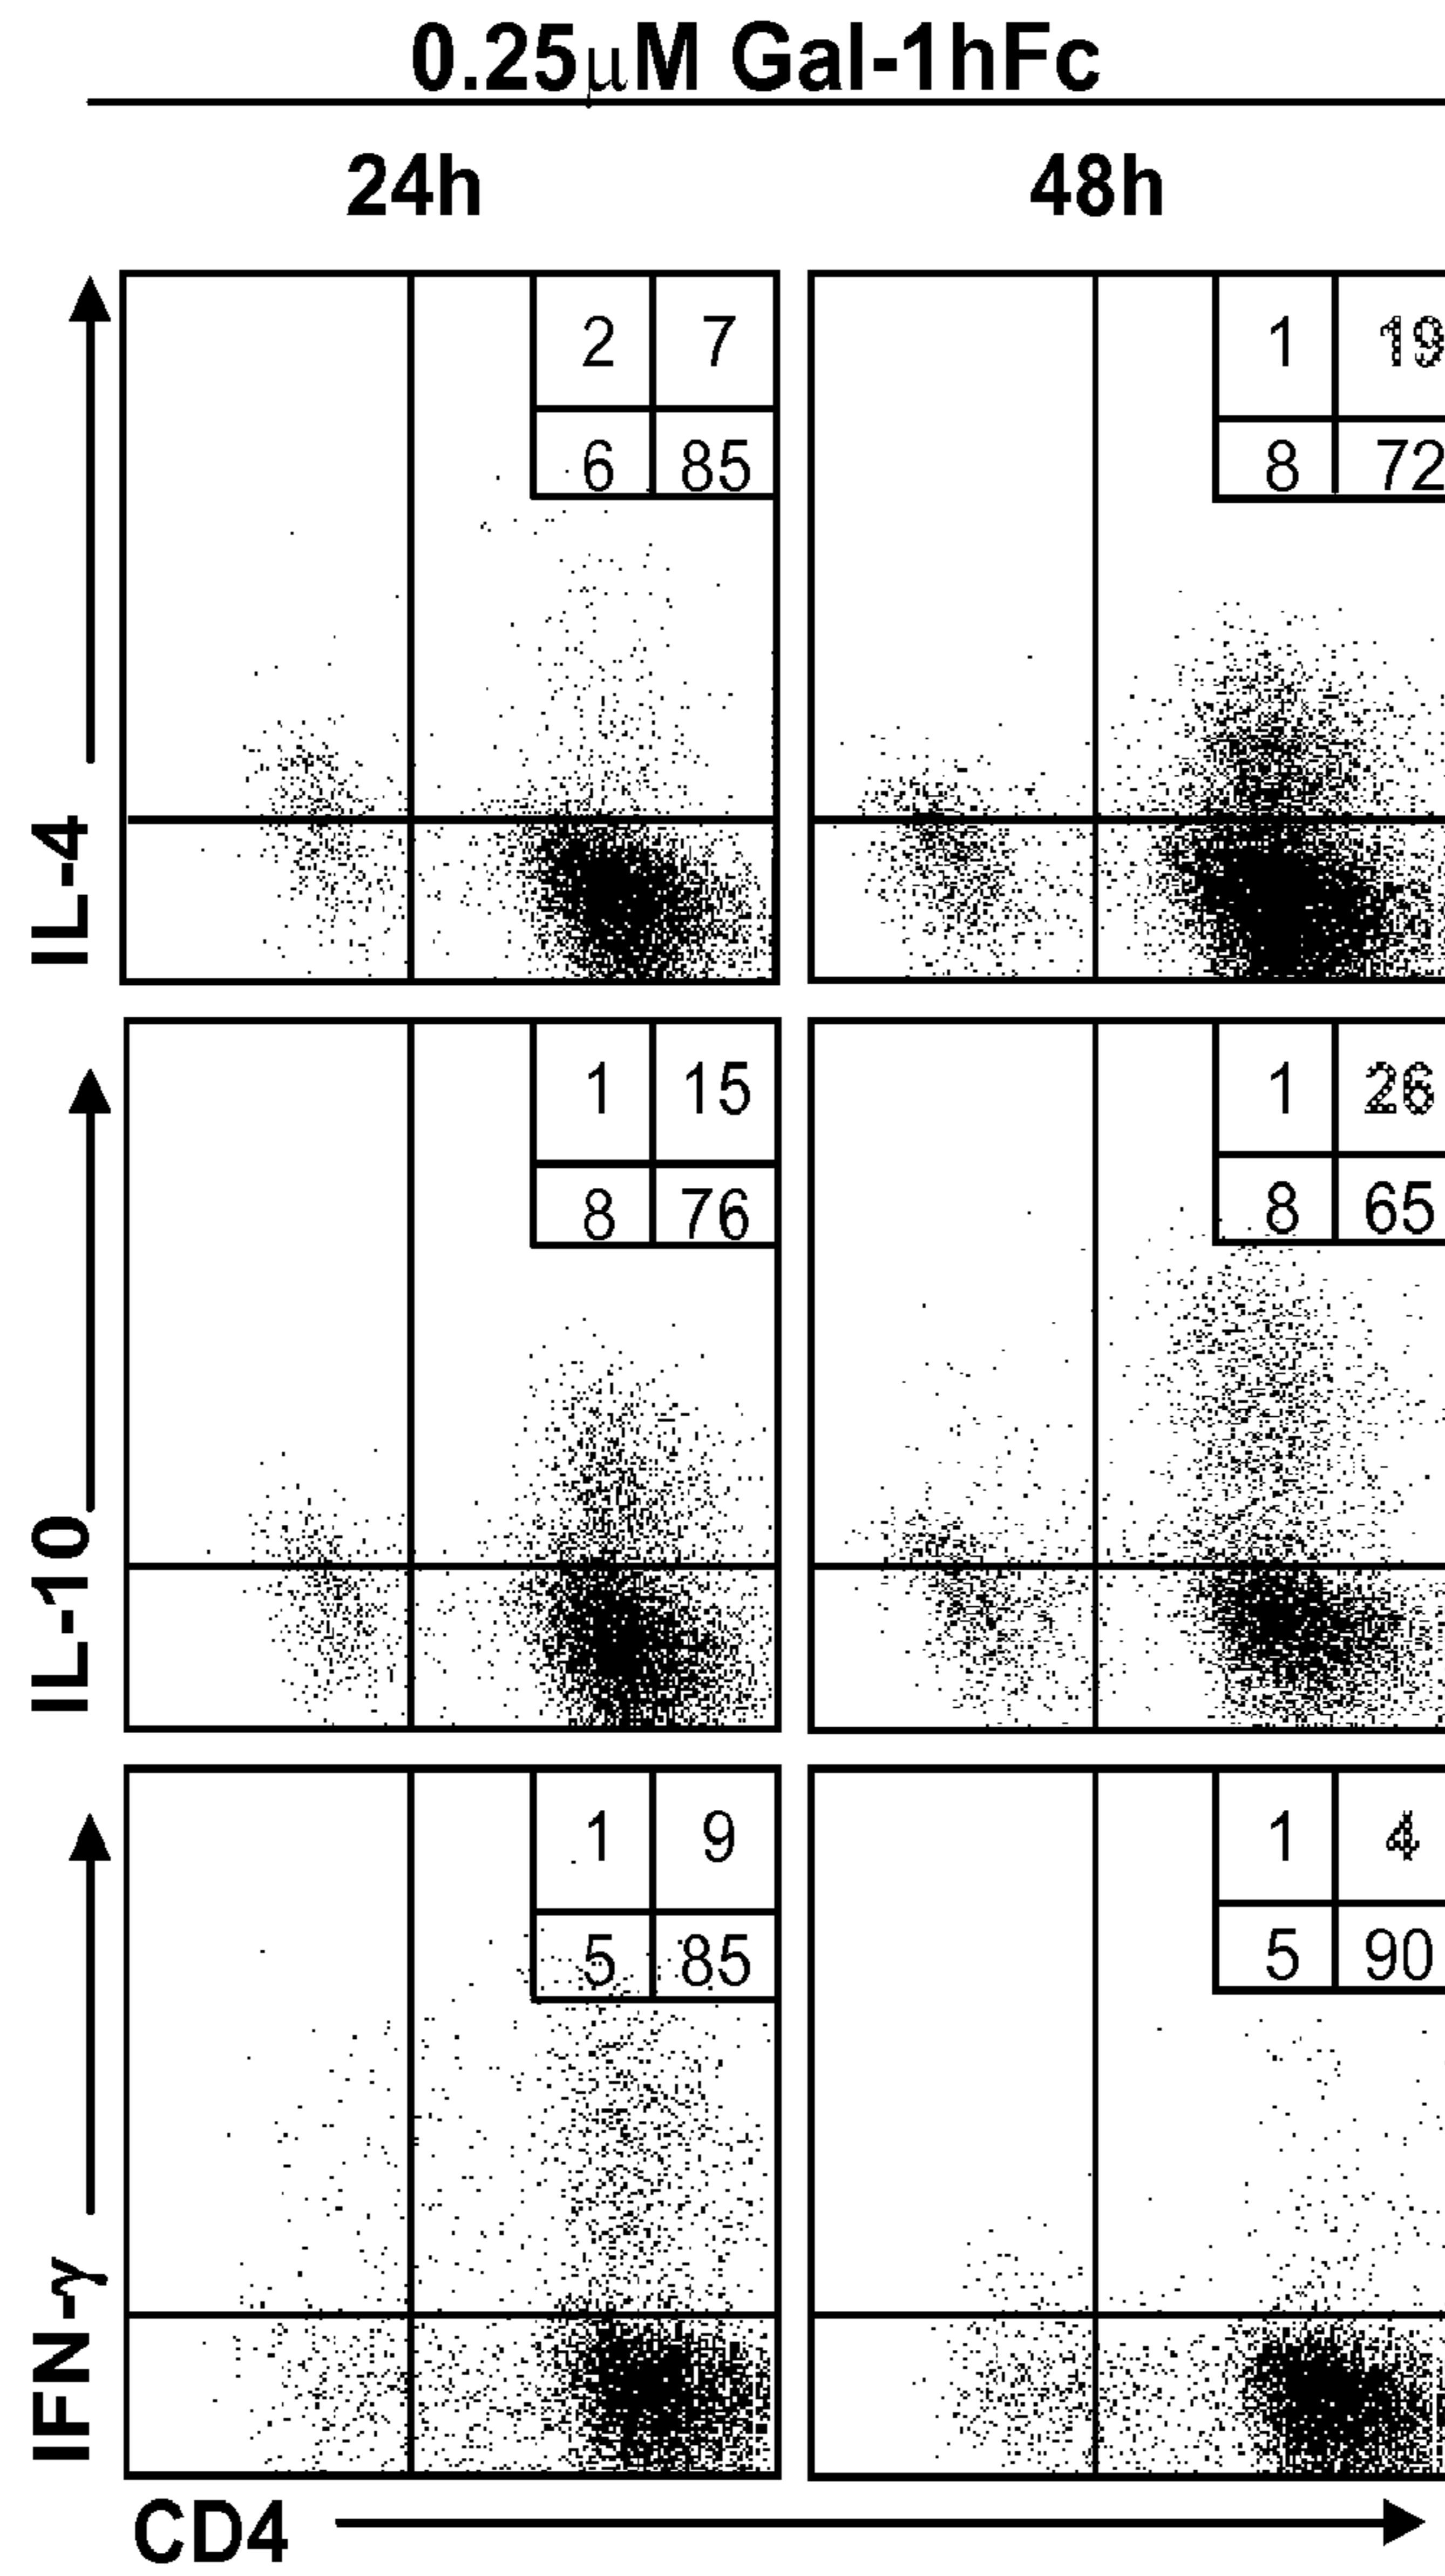 0.25μM Gal-1hFc
24h 48h
IL-4
2 7
6 85
1 19
8 72
IL-10
1 15
8 76
1 26
8 65
IFN-γ
1 9
5 85
1 4
5 90
CD4